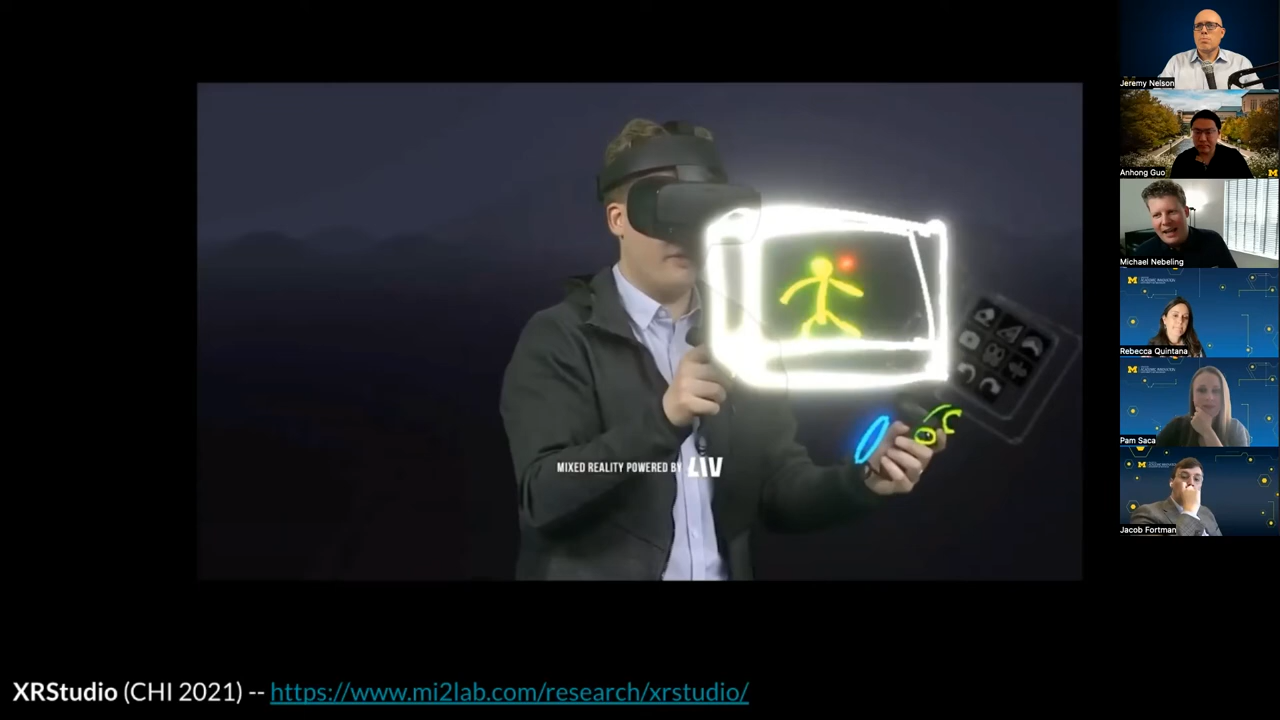 MIXED REALITY POWERED BY LIV
XRStudio (CHI 2021) -- https://www.mi2lab.com/research/xrstudio/
Jeremy Nelson
Anhong Guo
M
Michael Nebeling
M
Rebecca Quintana
M
Pam Saca
M
Jacob Fortman